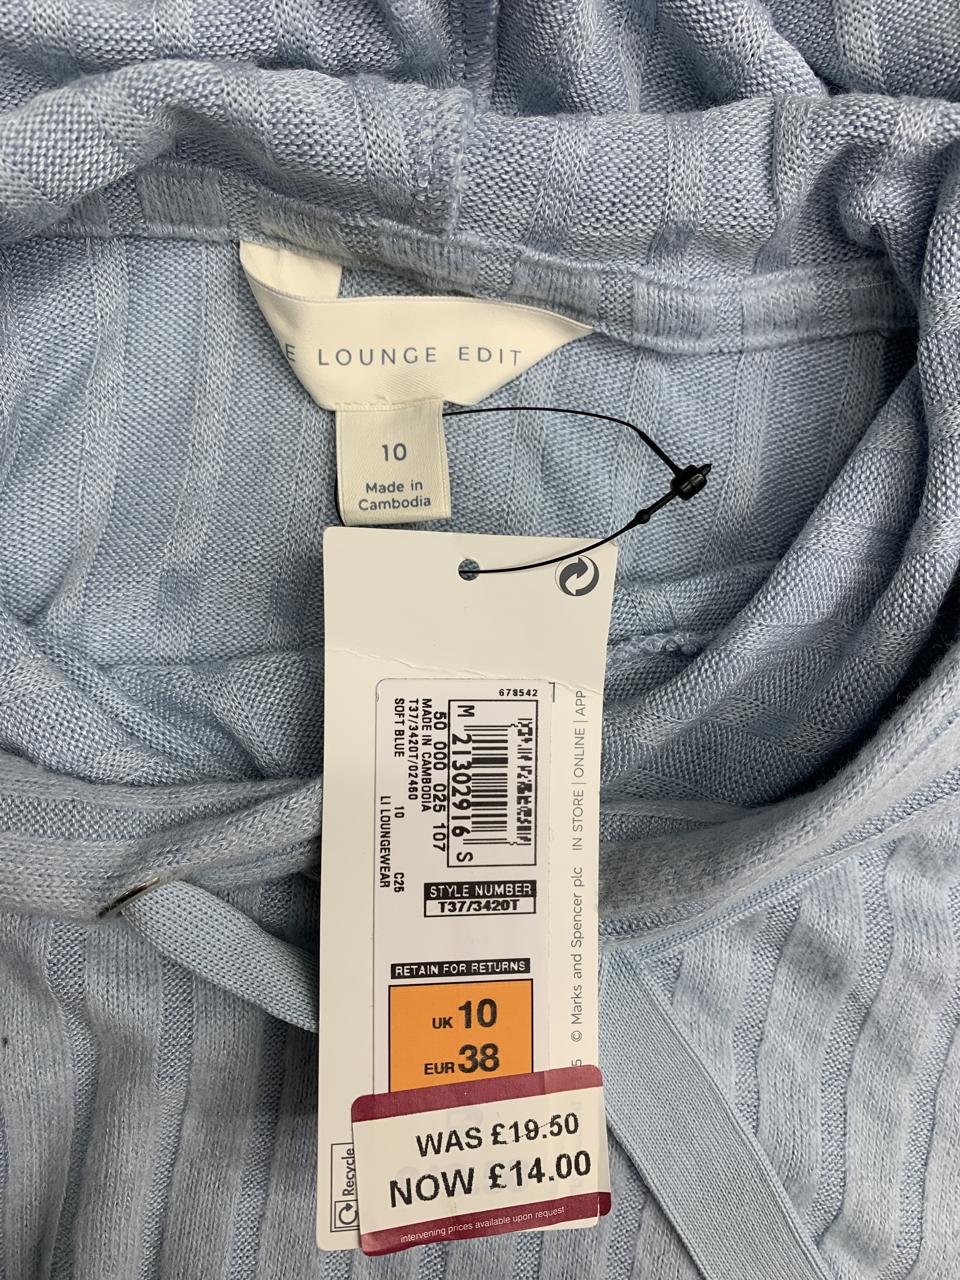 E LOUNGE EDIT
10
Made in
Cambodia
678542
M 21302916 S
50 000 025 107
MADE IN CAMBODIA
T37/3420T/02460
SOFT BLUE
10
C25
LI LOUNGEWEAR
STYLE NUMBER
T37/3420T
RETAIN FOR RETURNS
UK 10
EUR 38
WAS £19.50
NOW £14.00
intervening prices available upon request
Recycle
© Marks and Spencer plc IN STORE | ONLINE | APP